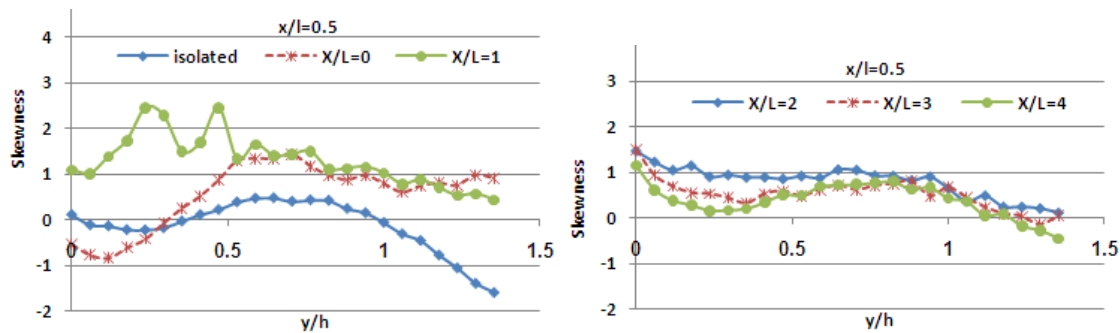 x/l=0.5
4
isolated X/L=0 X/L=1
3
2
1
0
0 0.5 1 1.5
-1
-2
Skewness
y/h
x/l=0.5
3
X/L=2 X/L=3 X/L=4
2
1
0
0 0.5 1 1.5
-1
-2
Skewness
y/h